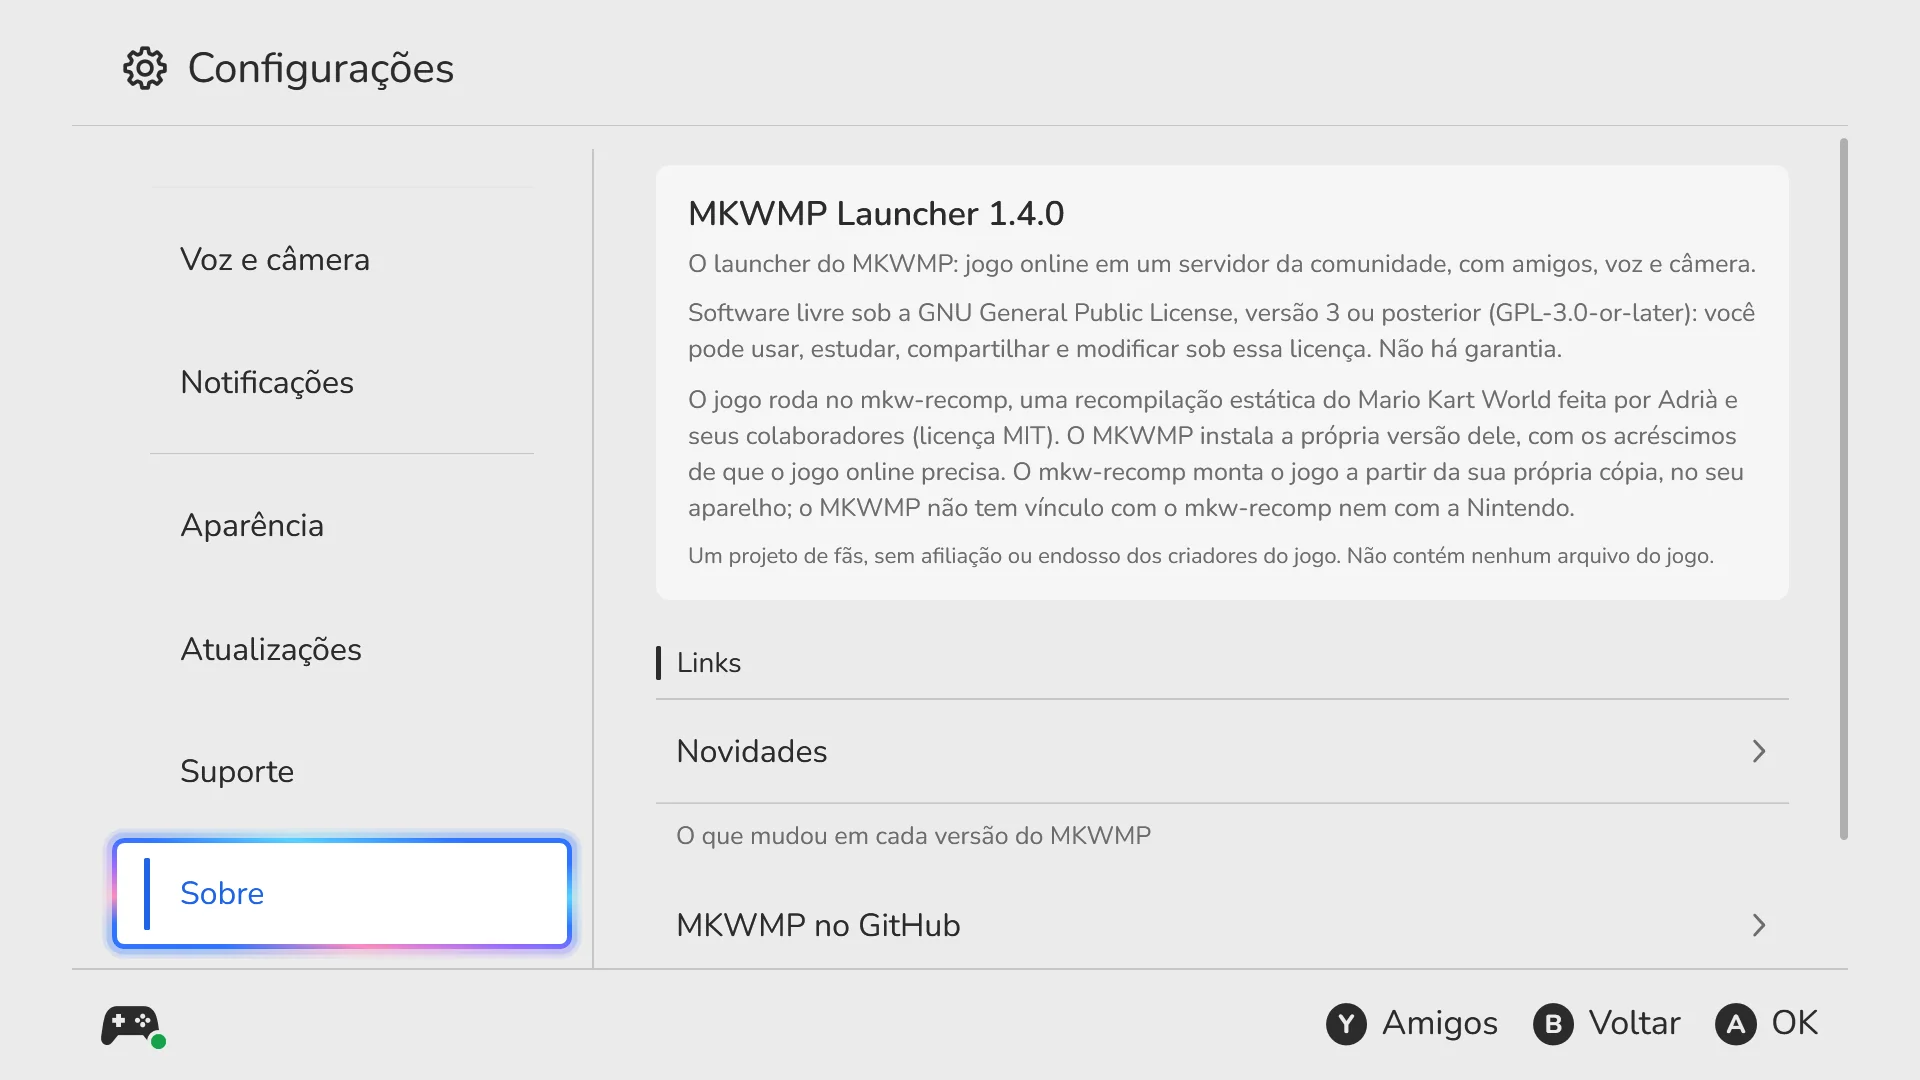 Configurações
Voz e câmera
Notificações
Aparência
Atualizações
Suporte
Sobre
MKWMP Launcher 1.4.0
O launcher do MKWMP: jogo online em um servidor da comunidade, com amigos, voz e câmera.
Software livre sob a GNU General Public License, versão 3 ou posterior (GPL-3.0-or-later): você
pode usar, estudar, compartilhar e modificar sob essa licença. Não há garantia.
O jogo roda no mkw-recomp, uma recompilação estática do Mario Kart World feita por Adrià e
seus colaboradores (licença MIT). O MKWMP instala a própria versão dele, com os acréscimos
de que o jogo online precisa. O mkw-recomp monta o jogo a partir da sua própria cópia, no seu
aparelho; o MKWMP não tem vínculo com o mkw-recomp nem com a Nintendo.
Um projeto de fãs, sem afiliação ou endosso dos criadores do jogo. Não contém nenhum arquivo do jogo.
Links
Novidades
O que mudou em cada versão do MKWMP
MKWMP no GitHub
Y Amigos B Voltar A OK